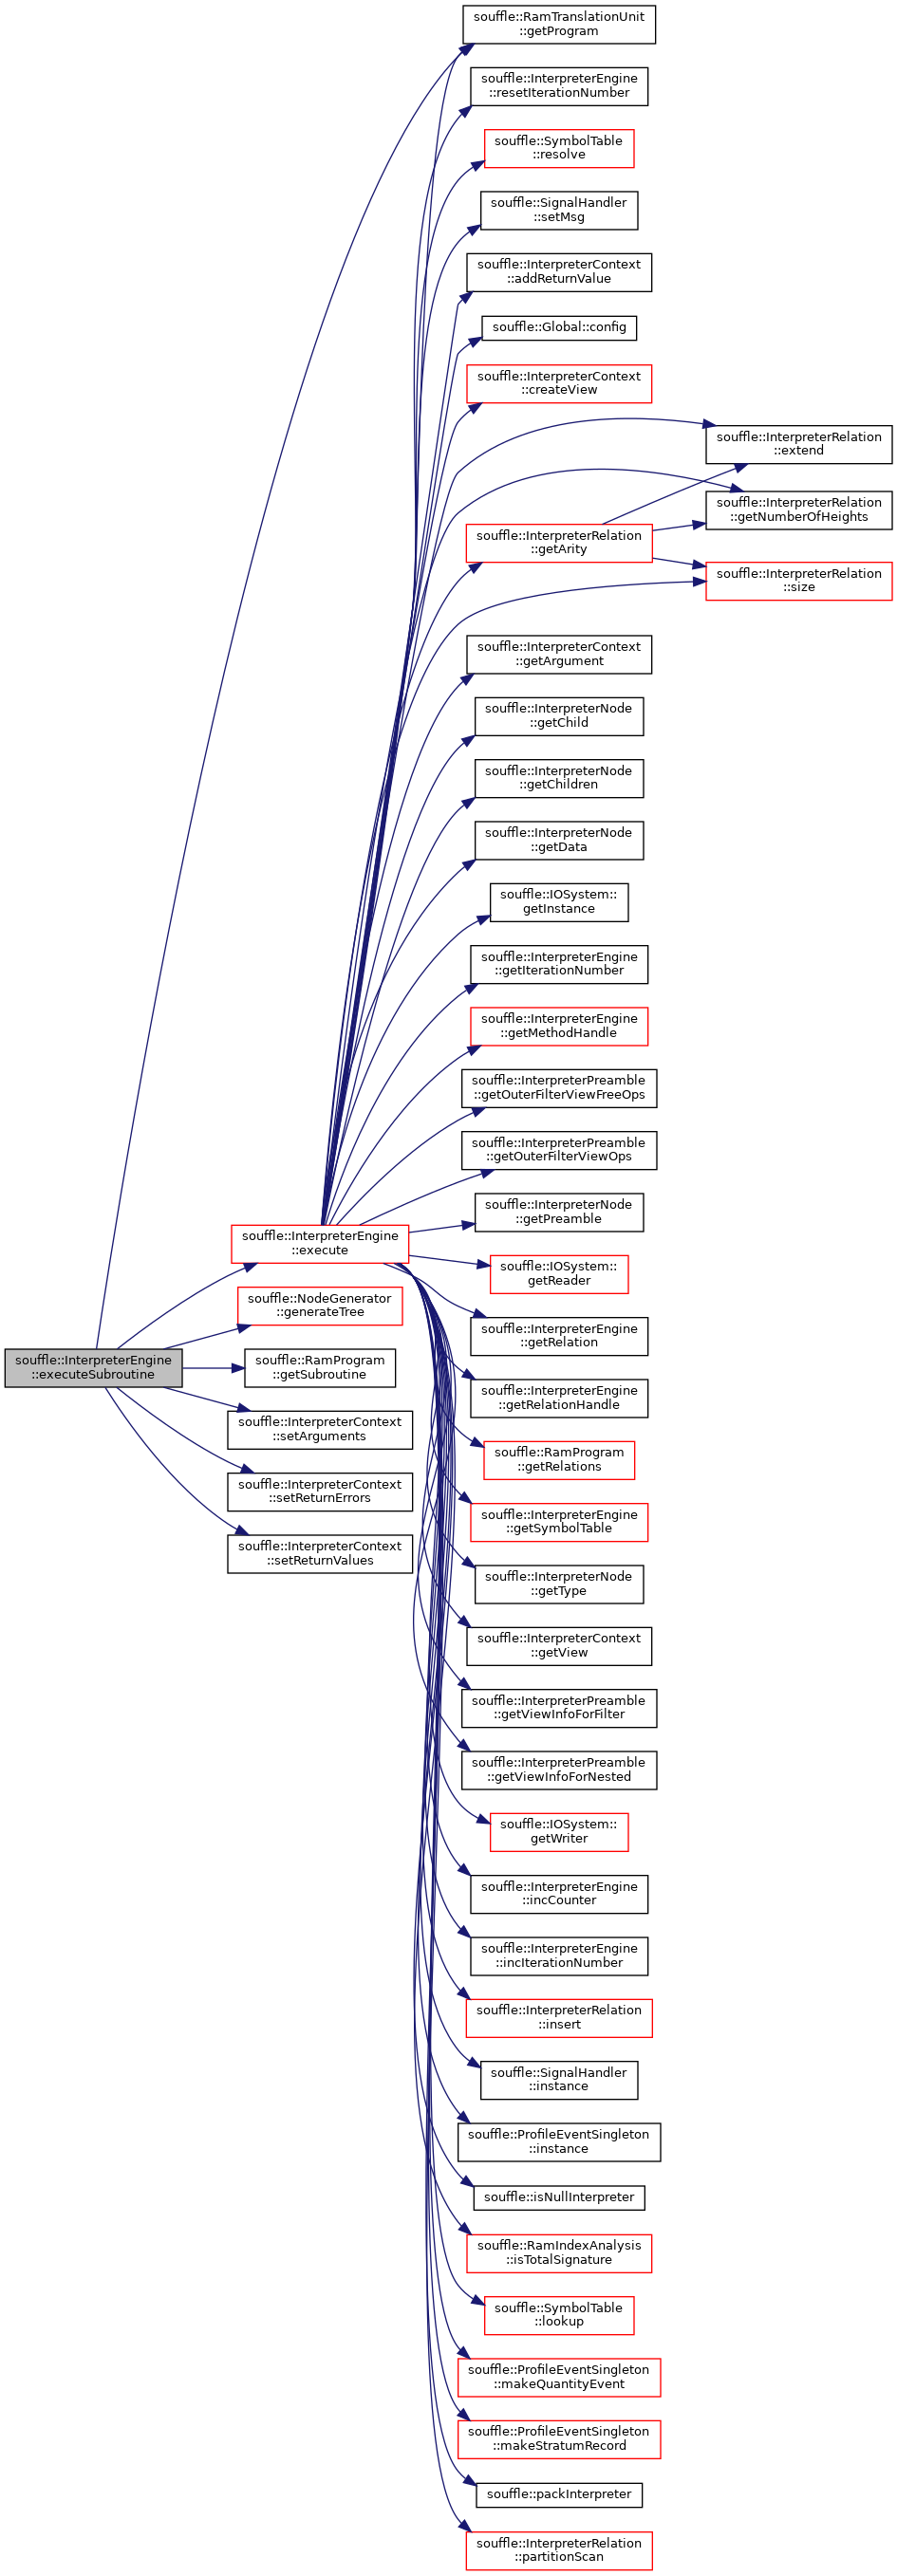 souffle::RamTranslationUnit
::getProgram
souffle::InterpreterEngine
::resetIterationNumber
souffle::SymbolTable
::resolve
souffle::SignalHandler
::setMsg
souffle::InterpreterContext
::addReturnValue
souffle::Global::config
souffle::InterpreterContext
::createView
souffle::InterpreterRelation
::extend
souffle::InterpreterRelation
::getNumberOfHeights
souffle::InterpreterRelation
::getArity
souffle::InterpreterRelation
::size
souffle::InterpreterContext
::getArgument
souffle::InterpreterNode
::getChild
souffle::InterpreterNode
::getChildren
souffle::InterpreterNode
::getData
souffle::IOSystem::
getInstance
souffle::InterpreterEngine
::getIterationNumber
souffle::InterpreterEngine
::getMethodHandle
souffle::InterpreterPreamble
::getOuterFilterViewFreeOps
souffle::InterpreterPreamble
::getOuterFilterViewOps
souffle::InterpreterNode
::getPreamble
souffle::InterpreterEngine
::execute
souffle::IOSystem::
getReader
souffle::NodeGenerator
::generateTree
souffle::InterpreterEngine
::getRelation
souffle::InterpreterEngine
::executeSubroutine
souffle::RamProgram
::getSubroutine
souffle::InterpreterEngine
::getRelationHandle
souffle::InterpreterContext
::setArguments
souffle::RamProgram
::getRelations
souffle::InterpreterContext
::setReturnErrors
souffle::InterpreterEngine
::getSymbolTable
souffle::InterpreterContext
::setReturnValues
souffle::InterpreterNode
::getType
souffle::InterpreterContext
::getView
souffle::InterpreterPreamble
::getViewInfoForFilter
souffle::InterpreterPreamble
::getViewInfoForNested
souffle::IOSystem::
getWriter
souffle::InterpreterEngine
::incCounter
souffle::InterpreterEngine
::incIterationNumber
souffle::InterpreterRelation
::insert
souffle::SignalHandler
::instance
souffle::ProfileEventSingleton
::instance
souffle::isNullInterpreter
souffle::RamIndexAnalysis
::isTotalSignature
souffle::SymbolTable
::lookup
souffle::ProfileEventSingleton
::makeQuantityEvent
souffle::ProfileEventSingleton
::makeStratumRecord
souffle::packInterpreter
souffle::InterpreterRelation
::partitionScan